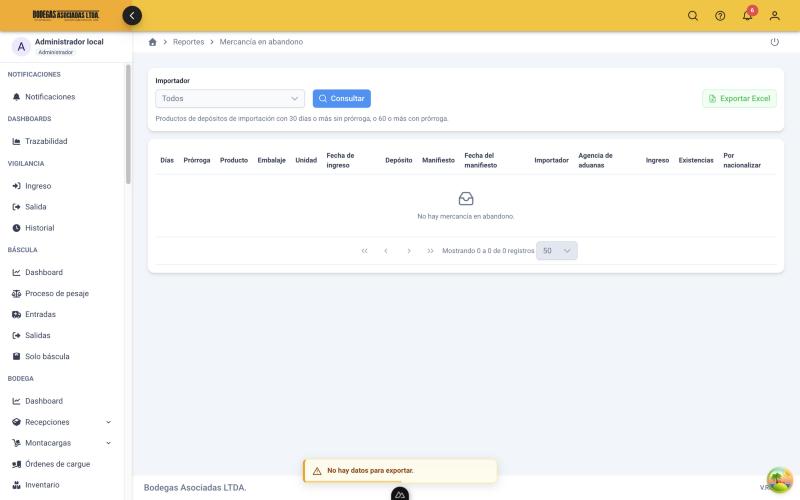 BODEGAS ASOCIADAS LTDA.
6
A
Administrador local
Administrador
Reportes
Mercancía en abandono
NOTIFICACIONES
Notificaciones
DASHBOARDS
Trazabilidad
VIGILANCIA
Ingreso
Salida
Historial
BÁSCULA
Dashboard
Proceso de pesaje
Entradas
Salidas
Solo báscula
BODEGA
Dashboard
Recepciones
Montacargas
Órdenes de cargue
Inventario
Importador
Todos
Consultar
Exportar Excel
Productos de depósitos de importación con 30 días o más sin prórroga, o 60 o más con prórroga.
Días Prórroga Producto Embalaje Unidad Fecha de ingreso Depósito Manifiesto Fecha del manifiesto Importador Agencia de aduanas Ingreso Existencias Por nacionalizar
No hay mercancía en abandono.
Mostrando 0 a 0 de 0 registros 50
No hay datos para exportar.
Bodegas Asociadas LTDA.